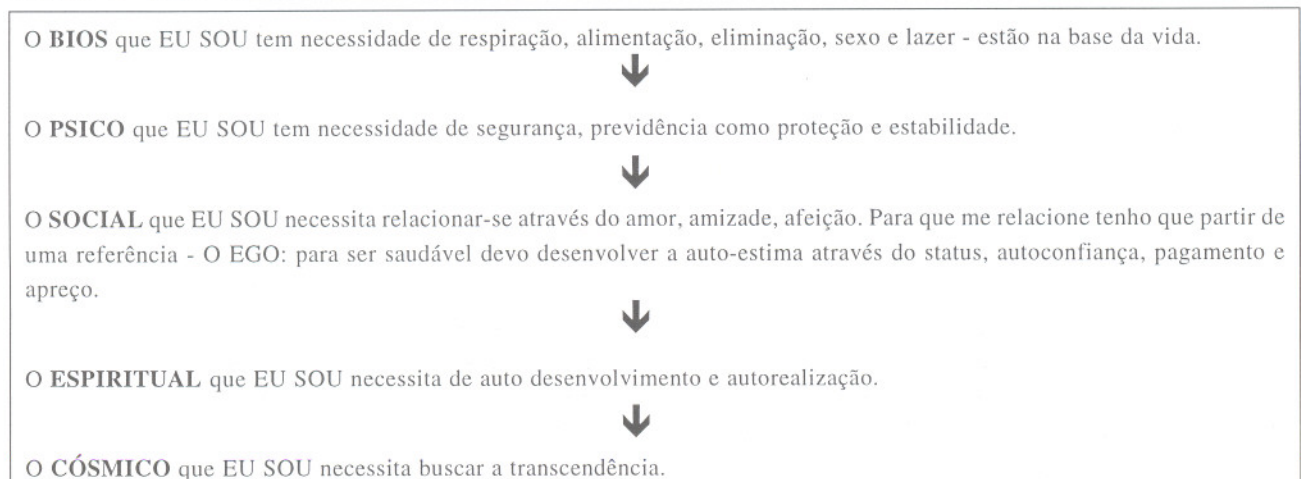 O BIOS que EU SOU tem necessidade de respiração, alimentação, eliminação, sexo e lazer - estão na base da vida.
O PSICO que EU SOU tem necessidade de segurança, previdência como proteção e estabilidade.
O SOCIAL que EU SOU necessita relacionar-se através do amor, amizade, afeição. Para que me relacione tenho que partir de
uma referência - O EGO: para ser saudável devo desenvolver a auto-estima através do status, autoconfiança, pagamento e
apreço.
O ESPIRITUAL que EU SOU necessita de auto desenvolvimento e autorealização.
O CÓSMICO que EU SOU necessita buscar a transcendência.